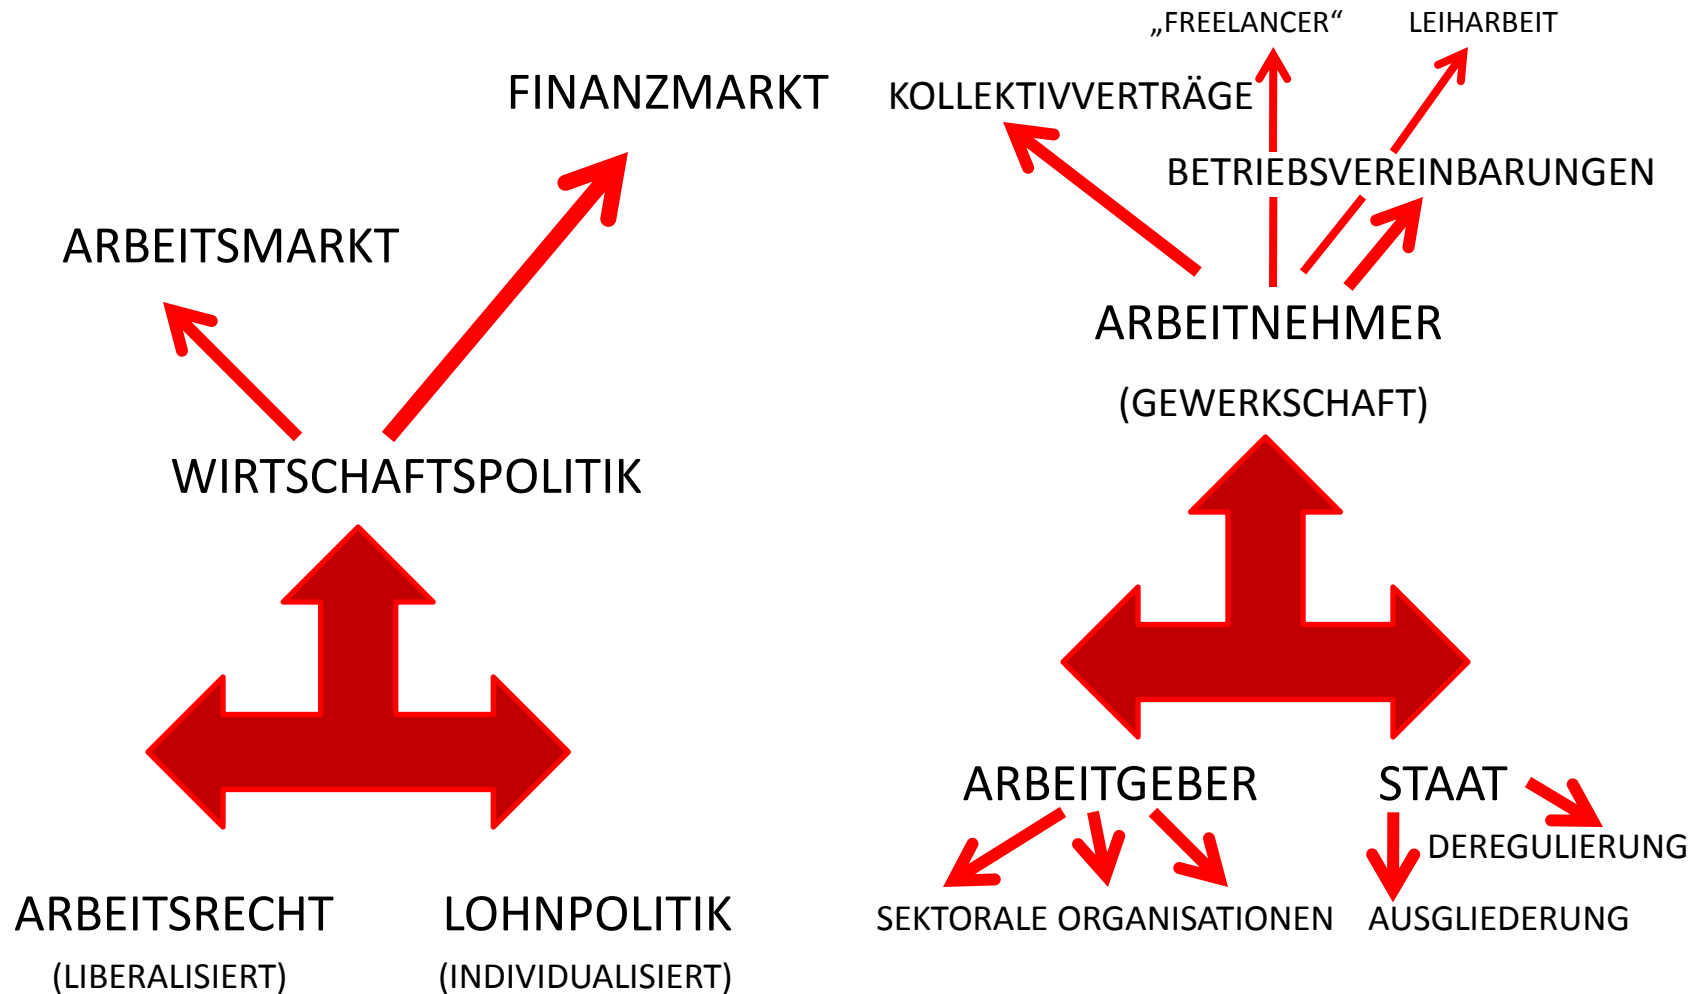 FINANZMARKT
ARBEITSMARKT
WIRTSCHAFTSPOLITIK
ARBEITSRECHT
(LIBERALISIERT)
LOHNPOLITIK
(INDIVIDUALISIERT)
„FREELANCER“
LEIHARBEIT
KOLLEKTIVVERTRÄGE
BETRIEBSVEREINBARUNGEN
ARBEITNEHMER
(GEWERKSCHAFT)
ARBEITGEBER
STAAT
DEREGULIERUNG
SEKTORALE ORGANISATIONEN
AUSGLIEDERUNG